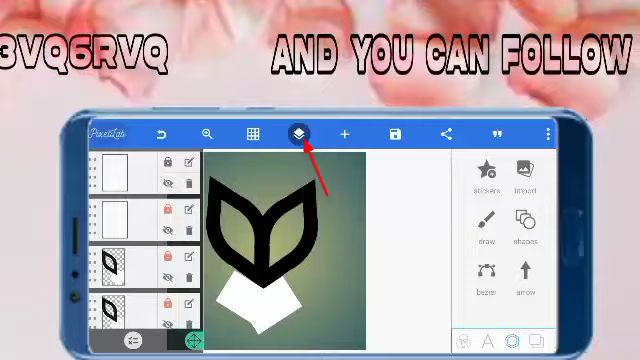 3VQ6RVQ AND YOU CAN FOLLOW
PixelLab
stickers import
draw shapes
bezier arrow